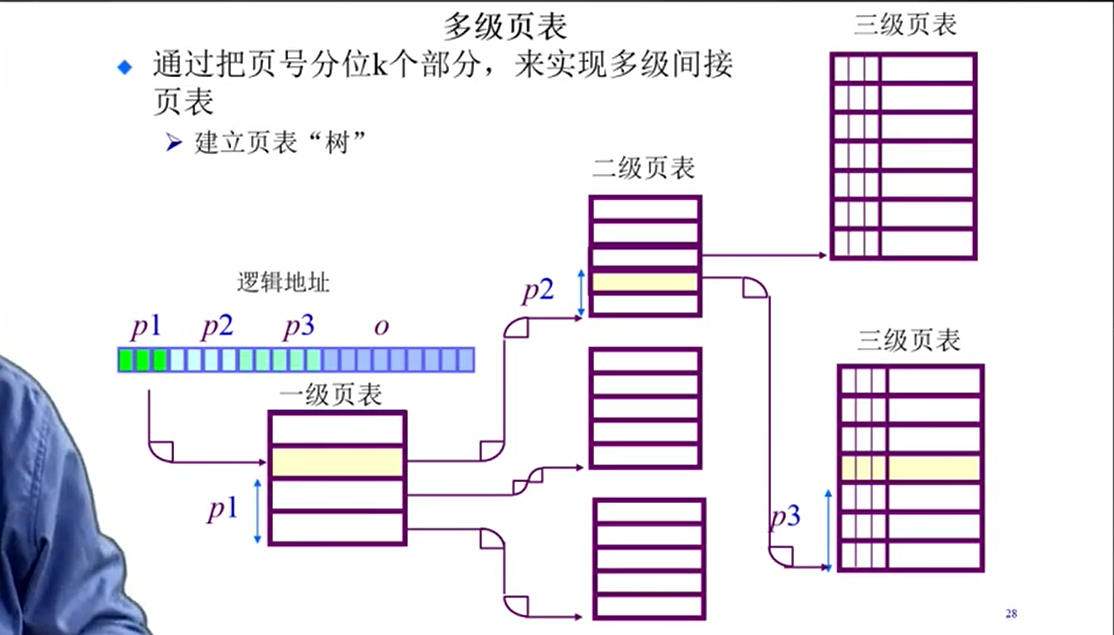 多级页表
通过把页号分位k个部分，来实现多级间接
页表
建立页表“树”
三级页表
二级页表
逻辑地址
p1 p2 p3 o
一级页表
p1
p2
三级页表
p3
28